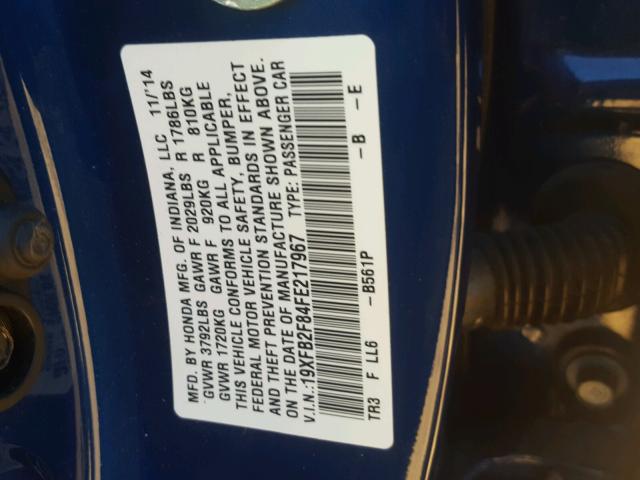 MFD. BY HONDA MFG. OF INDIANA, LLC 11/'14
GVWR 3792LBS GAWR F 2029LBS R 1786LBS
GVWR 1720KG GAWR F 920KG R 810KG
THIS VEHICLE CONFORMS TO ALL APPLICABLE
FEDERAL MOTOR VEHICLE SAFETY, BUMPER,
THEFT PREVENTION STANDARDS IN EFFECT
ON THE DATE OF MANUFACTURE SHOWN ABOVE.
V.I.N.:19XFB2F84FE217967 TYPE: PASSENGER CAR
TR3 F LL6 -B561P -B -E